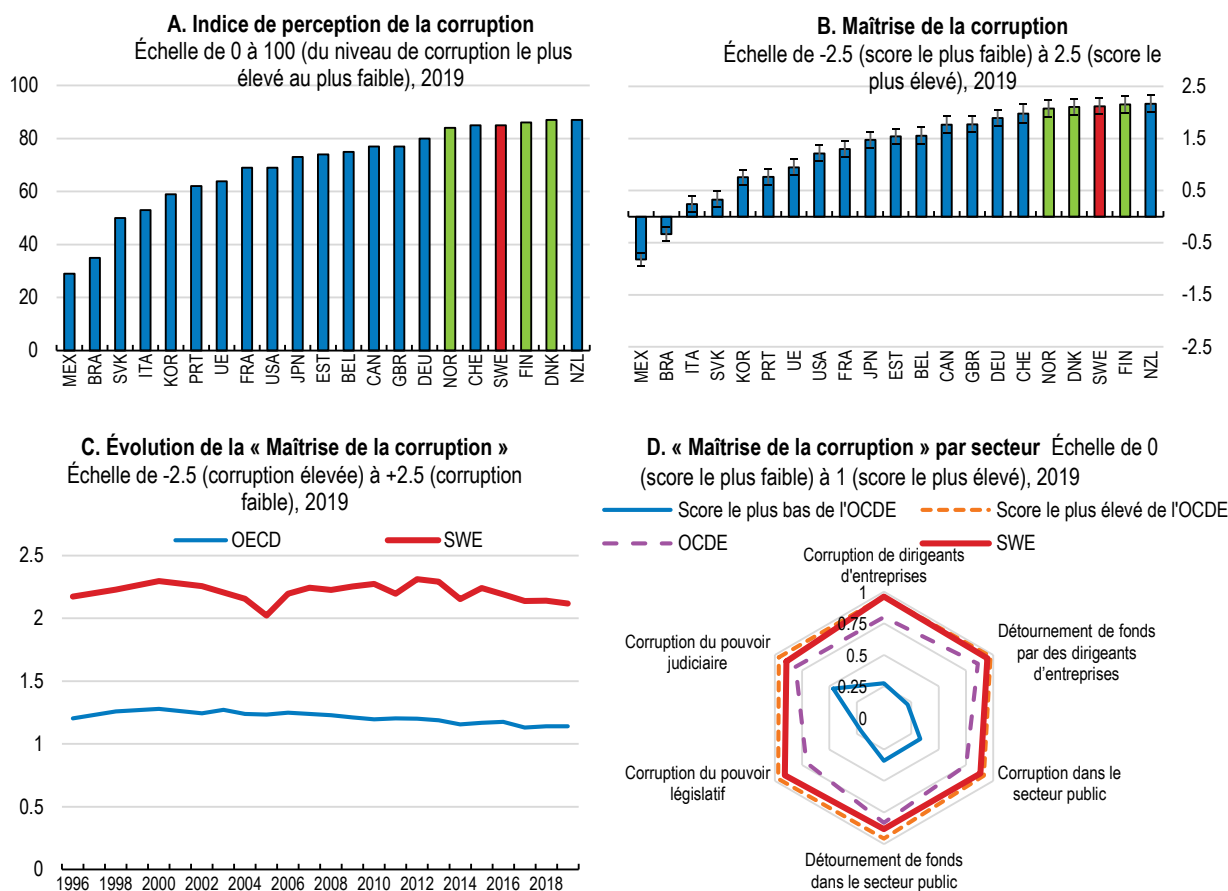 A. Indice de perception de la corruption
Échelle de 0 à 100 (du niveau de corruption le plus
élevé au plus faible), 2019
100
80
60
40
20
0
MEX
BRA
SVK
ITA
KOR
PRT
UE
FRA
USA
JPN
EST
BEL
CAN
GBR
DEU
NOR
CHE
SWE
FIN
DNK
NZL
B. Maîtrise de la corruption
Échelle de -2.5 (score le plus faible) à 2.5 (score le
plus élevé), 2019
2.5
1.5
0.5
-0.5
-1.5
-2.5
MEX
BRA
ITA
SVK
KOR
PRT
UE
USA
FRA
JPN
EST
BEL
CAN
GBR
DEU
CHE
NOR
DNK
SWE
FIN
NZL
C. Évolution de la « Maîtrise de la corruption »
Échelle de -2.5 (corruption élevée) à +2.5 (corruption
faible), 2019
OECD SWE
2.5
2
1.5
1
0.5
0
1996 1998 2000 2002 2004 2006 2008 2010 2012 2014 2016 2018
D. « Maîtrise de la corruption » par secteur Échelle de 0
(score le plus faible) à 1 (score le plus élevé), 2019
Score le plus bas de l'OCDE Score le plus élevé de l'OCDE
OCDE SWE
Corruption de dirigeants
d'entreprises
1
0.75
0.5
0.25
0
Détournement de fonds
par des dirigeants
d’entreprises
Corruption dans le
secteur public
Détournement de fonds
dans le secteur public
Corruption du pouvoir
législatif
Corruption du pouvoir
judiciaire